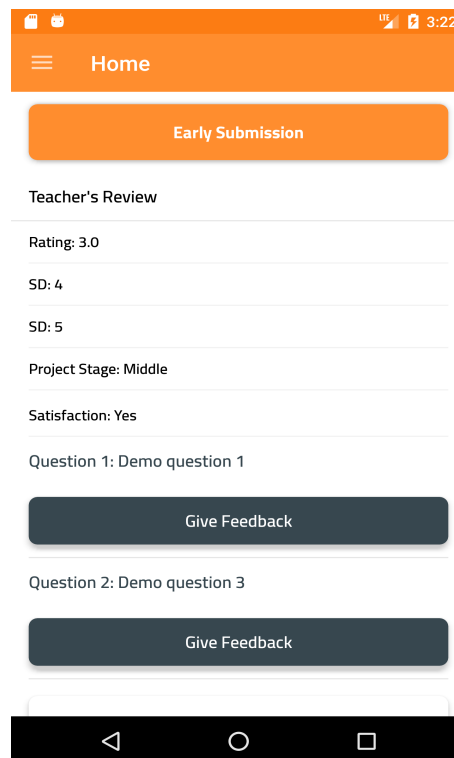 LTE 3:22
Home
Early Submission
Teacher's Review
Rating: 3.0
SD: 4
SD: 5
Project Stage: Middle
Satisfaction: Yes
Question 1: Demo question 1
Give Feedback
Question 2: Demo question 3
Give Feedback